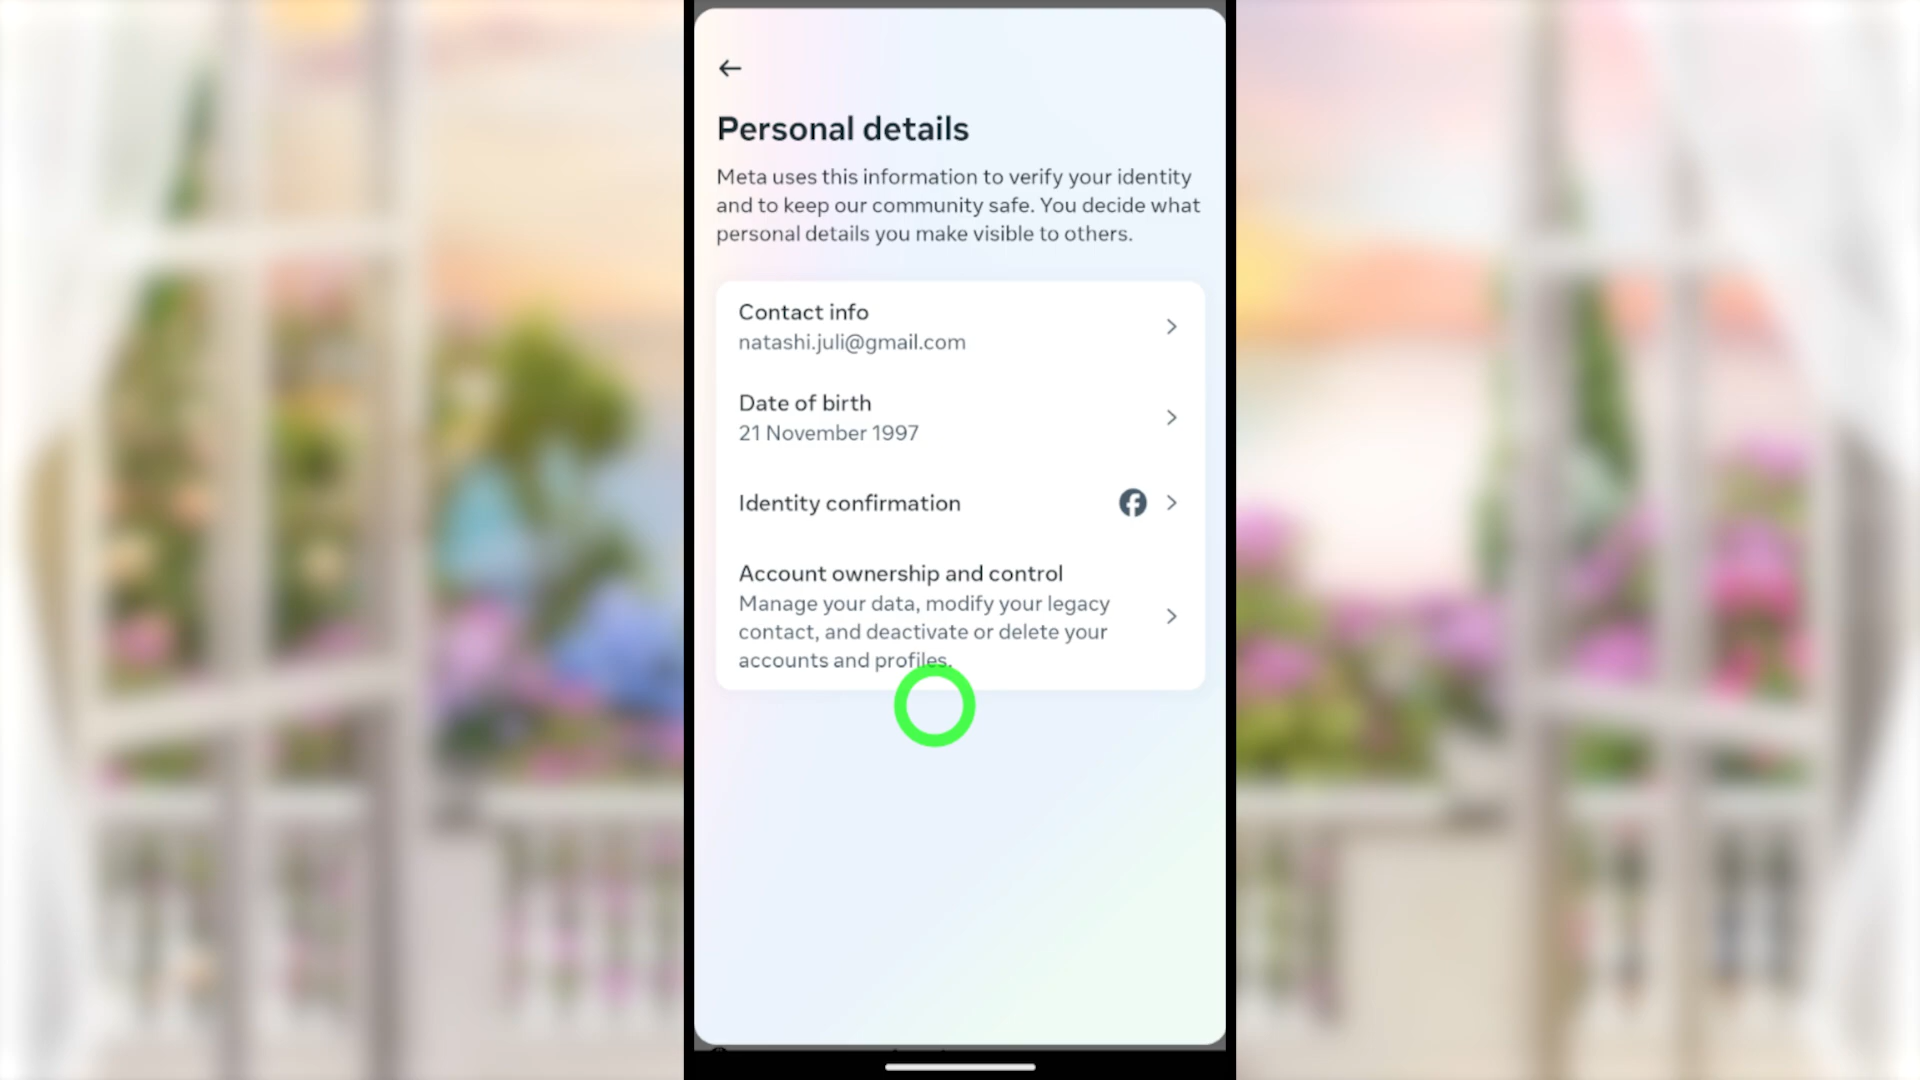 Personal details
Meta uses this information to verify your identity
and to keep our community safe. You decide what
personal details you make visible to others.
Contact info
natashi.juli@gmail.com
Date of birth
21 November 1997
Identity confirmation
Account ownership and control
Manage your data, modify your legacy
contact, and deactivate or delete your
accounts and profiles.